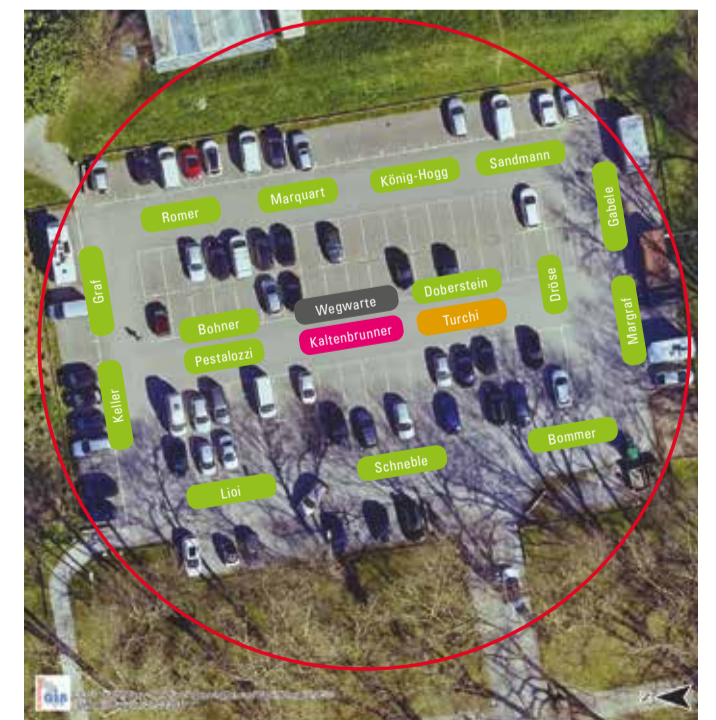 Sandmann
König-Hogg
Marquart
Romer
Gabele
Graf
Dröse
Doberstein
Wegwarte
Turchi
Bohner
Kaltenbrunner
Margraf
Pestalozzi
Keller
Bommer
Schneble
Lioi
GIS